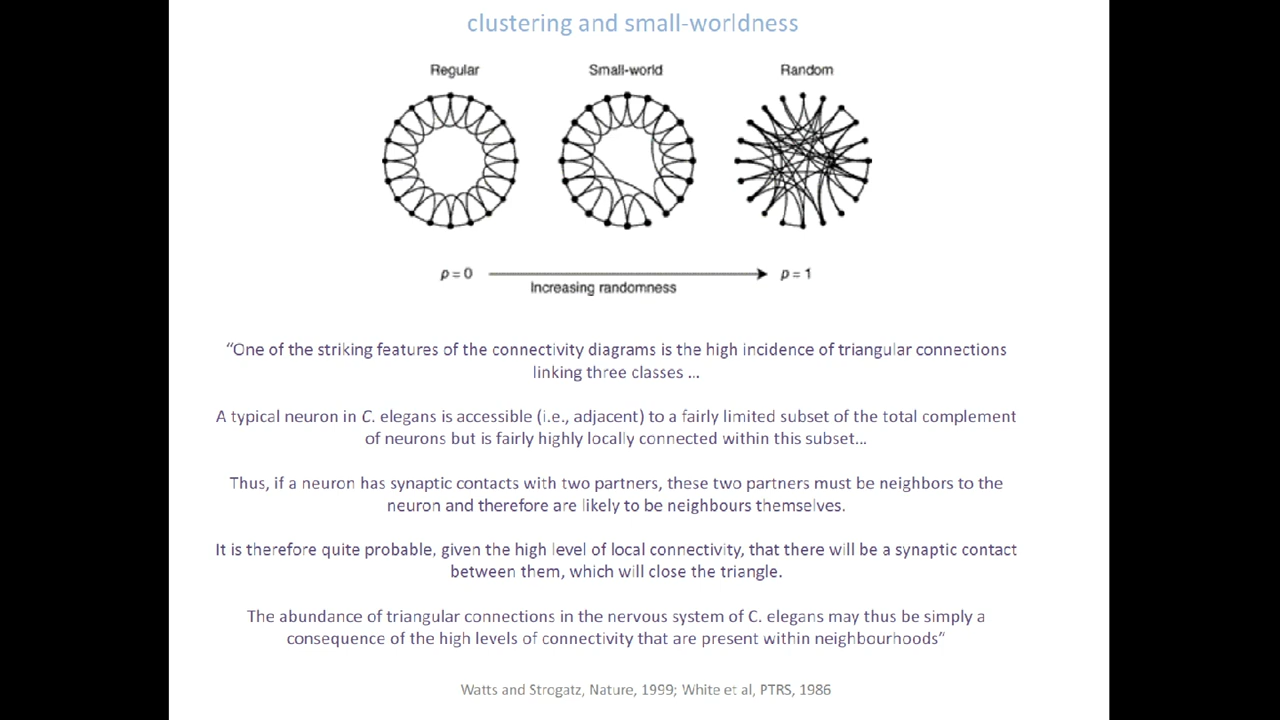 clustering and small-worldness
Regular Small-world Random
p = 0 p = 1
Increasing randomness
“One of the striking features of the connectivity diagrams is the high incidence of triangular connections
linking three classes ...
A typical neuron in C. elegans is accessible (i.e., adjacent) to a fairly limited subset of the total complement
of neurons but is fairly highly locally connected within this subset...
Thus, if a neuron has synaptic contacts with two partners, these two partners must be neighbors to the
neuron and therefore are likely to be neighbours themselves.
It is therefore quite probable, given the high level of local connectivity, that there will be a synaptic contact
between them, which will close the triangle.
The abundance of triangular connections in the nervous system of C. elegans may thus be simply a
consequence of the high levels of connectivity that are present within neighbourhoods”
Watts and Strogatz, Nature, 1999; White et al, PTRS, 1986